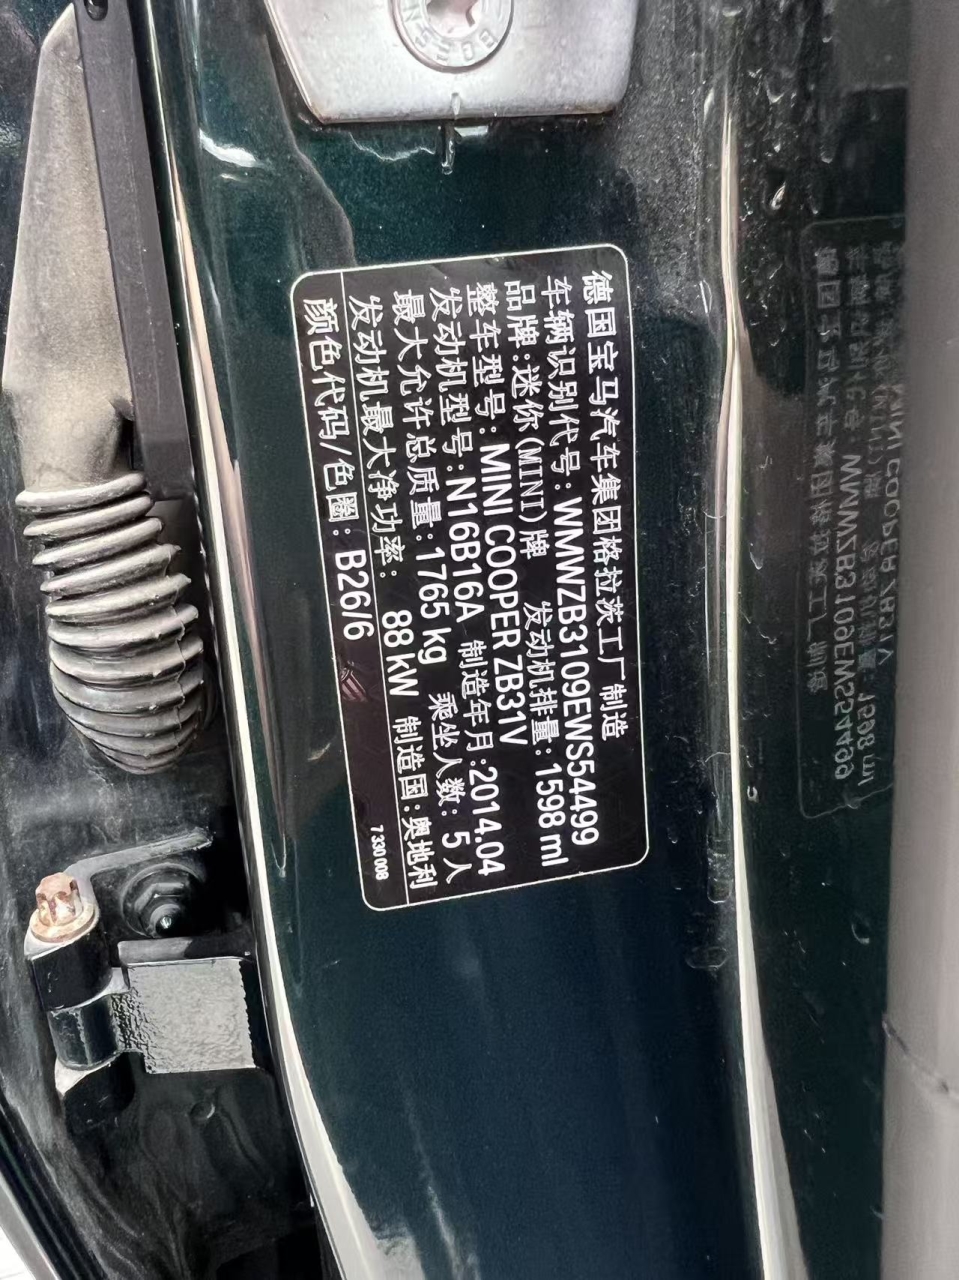 德国宝马汽车集团格拉茨工厂制造
车辆识别代号: WMWZB3109EWS54499
品牌:迷你(MINI)牌 发动机排量: 1598 ml
整车型号: MINI COOPER ZB31V
发动机型号:N16B16A 制造年月:2014.04
最大允许总质量:1765 kg 乘坐人数: 5人
发动机最大净功率: 88 kW 制造国:奥地利
颜色代码/色圈: B26/6
7 330 008